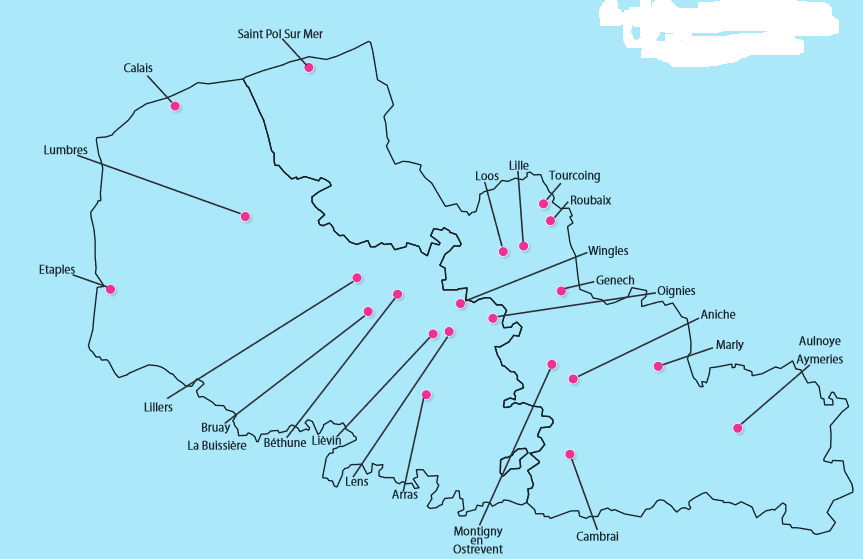 Saint Pol Sur Mer
Calais
Lumbres
Lille
Loos
Tourcoing
Roubaix
Wingles
Etaples
Genech
Oignies
Aniche
Marly
Aulnoye
Aymeries
Lillers
Bruay
La Buissière
Béthune
Liévin
Lens
Arras
Montigny
en
Ostrevent
Cambrai